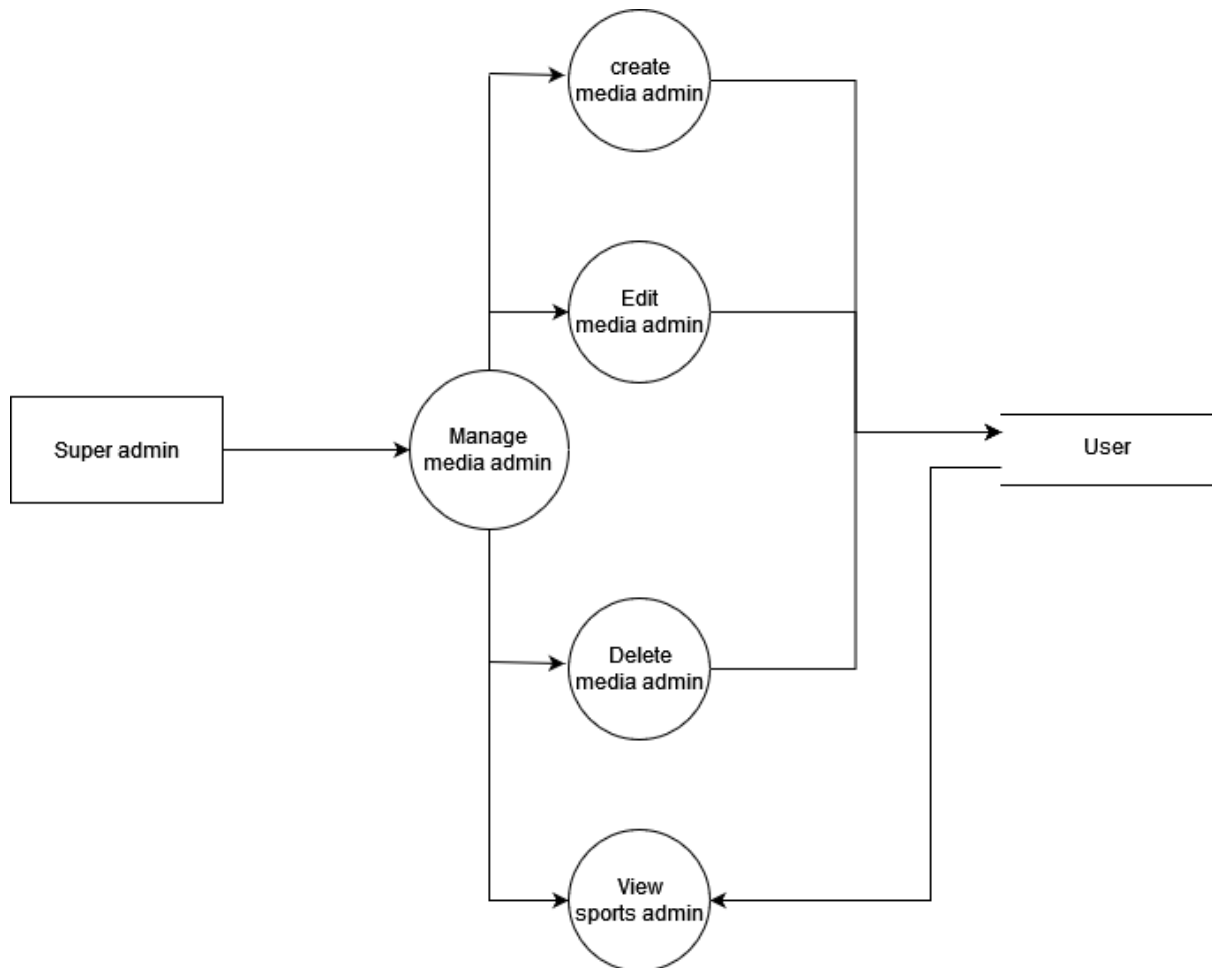 create
media admin
Edit
media admin
Super admin
Manage
media admin
User
Delete
media admin
View
sports admin